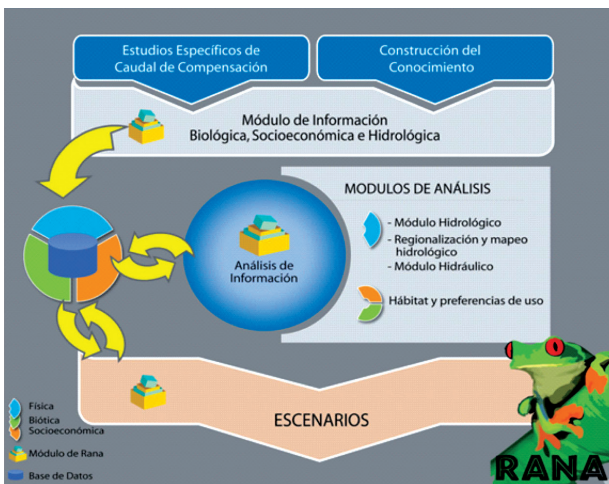 Estudios Específicos de
Caudal de Compensación
Construcción del
Conocimiento
Módulo de Información
Biológica, Socioeconómica e Hidrológica
MODULOS DE ANÁLISIS
- Módulo Hidrológico
- Regionalización y mapeo
hidrológico
- Módulo Hidráulico
Hábitat y preferencias de uso
Análisis de
Información
ESCENARIOS
Física
Biótica
Socioeconómica
Módulo de Rana
Base de Datos
RANA